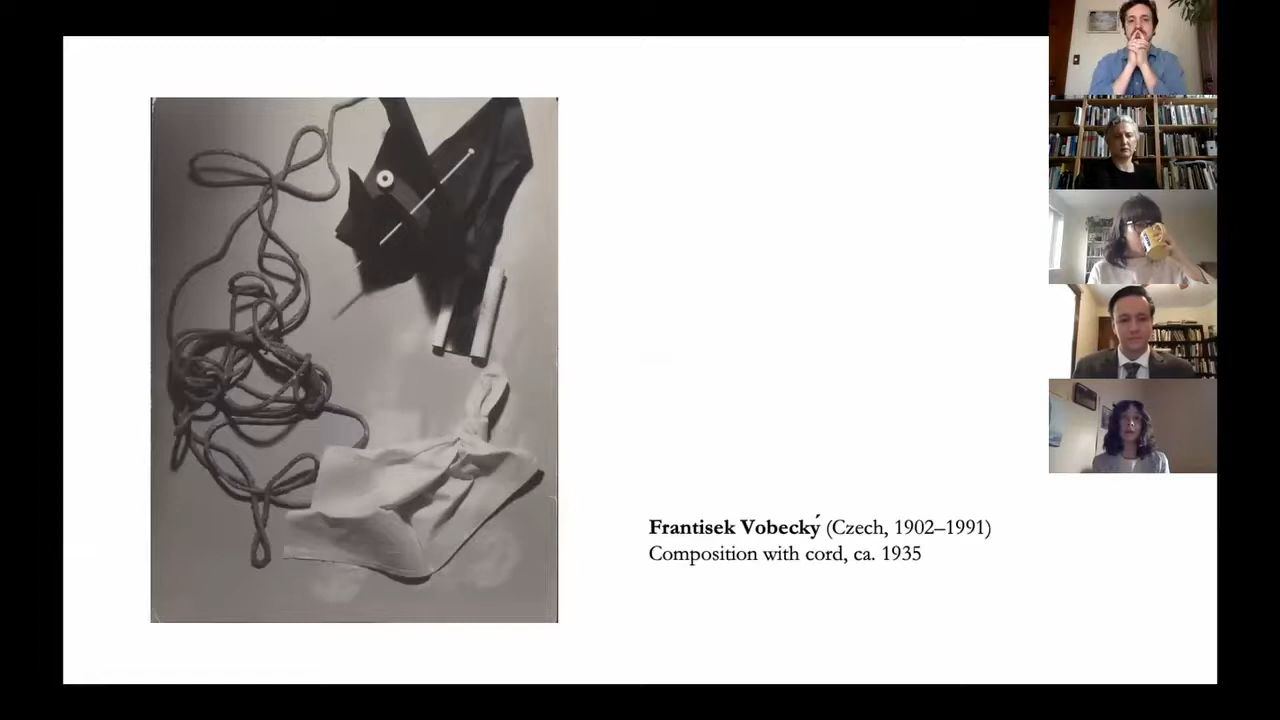 Frantisek Vobecký (Czech, 1902–1991)
Composition with cord, ca. 1935